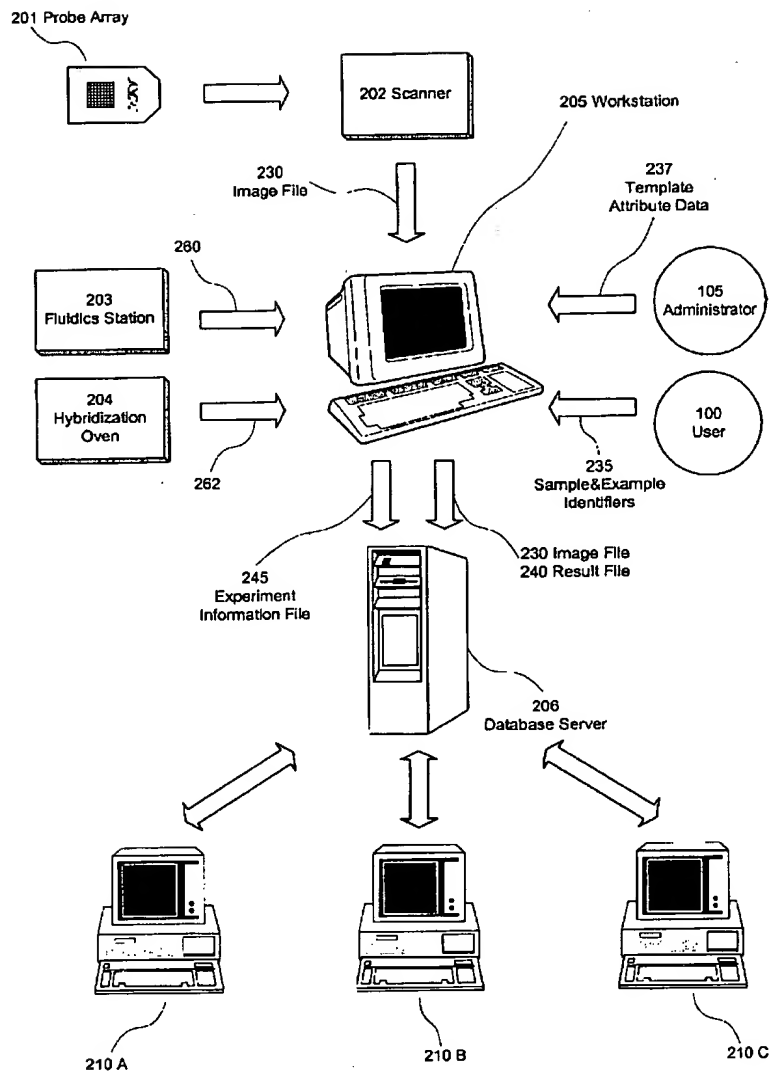 201 Probe Array
202 Scanner
205 Workstation
230
Image File
237
Template
Attribute Data
260
203
Fluidics Station
105
Administrator
204
Hybridization
Oven
100
User
262
235
Sample&Example
Identifiers
245
Experiment
Information File
230 Image File
240 Result File
206
Database Server
210 A
210 B
210 C